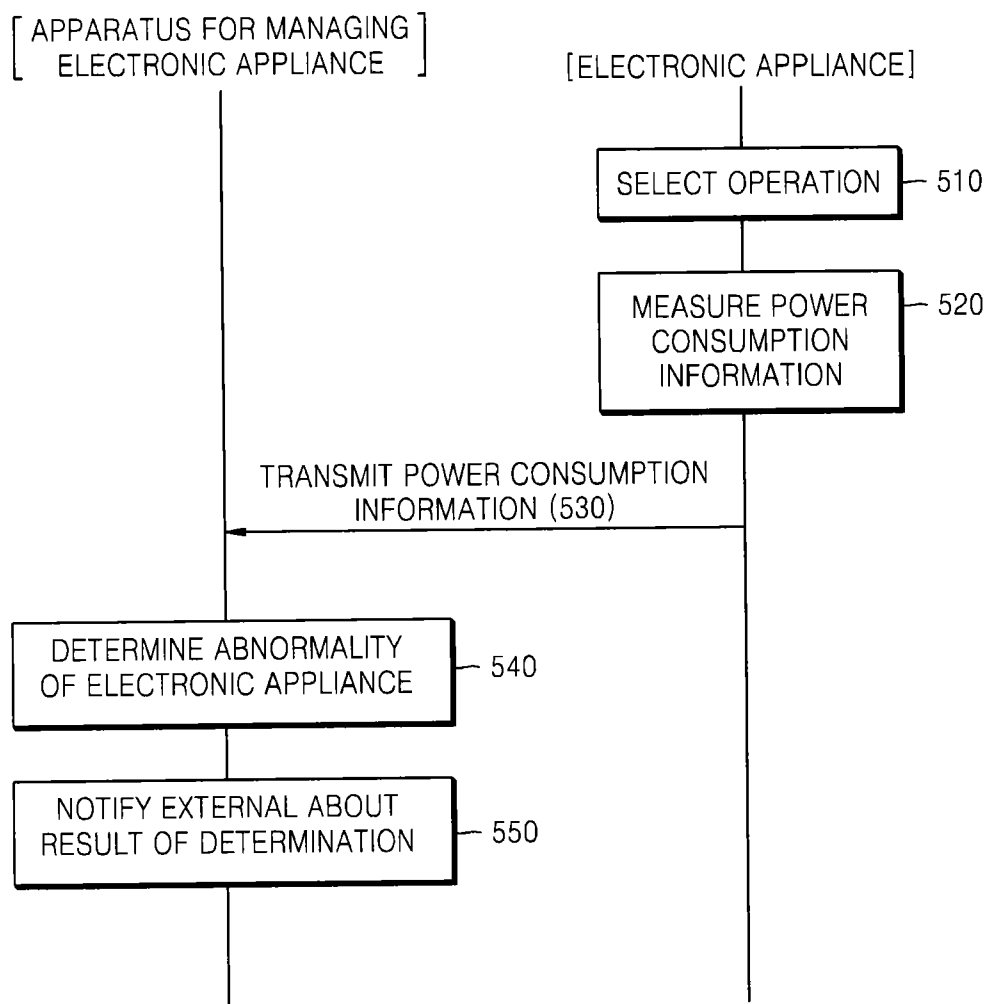 [APPARATUS FOR MANAGING
ELECTRONIC APPLIANCE]
[ELECTRONIC APPLIANCE]
SELECT OPERATION
510
MEASURE POWER
CONSUMPTION
INFORMATION
520
TRANSMIT POWER CONSUMPTION
INFORMATION (530)
DETERMINE ABNORMALITY
OF ELECTRONIC APPLIANCE
540
NOTIFY EXTERNAL ABOUT
RESULT OF DETERMINATION
550